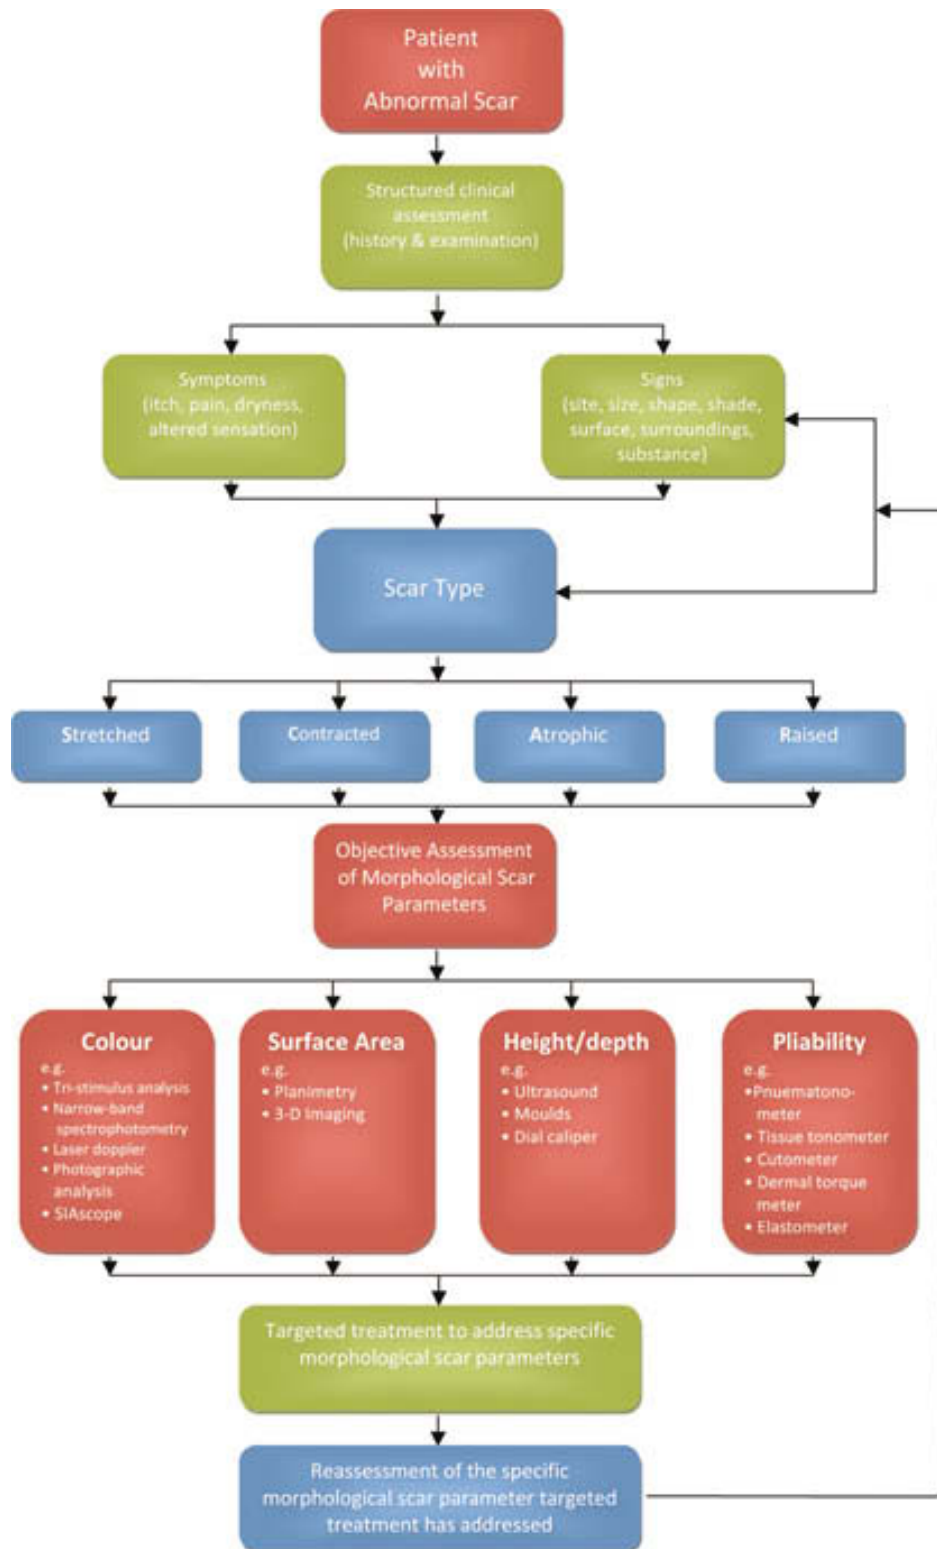 Patient
with
Abnormal Scar
Structured clinical
assessment
(history & examination)
Symptoms
(itch, pain, dryness,
altered sensation)
Signs
(site, size, shape, shade,
surface, surroundings,
substance)
Scar Type
Stretched
Contracted
Atrophic
Raised
Objective Assessment
of Morphological Scar
Parameters
Colour
e.g.
• Tri-stimulus analysis
• Narrow-band
spectrophotometry
• Laser doppler
• Photographic
analysis
• SIAscope
Surface Area
e.g.
• Planimetry
• 3-D Imaging
Height/depth
e.g.
• Ultrasound
• Moulds
• Dial caliper
Pliability
e.g.
•Pnuematono-
meter
• Tissue tonometer
• Cutometer
• Dermal torque
meter
• Elastometer
Targeted treatment to address specific
morphological scar parameters
Reassessment of the specific
morphological scar parameter targeted
treatment has addressed